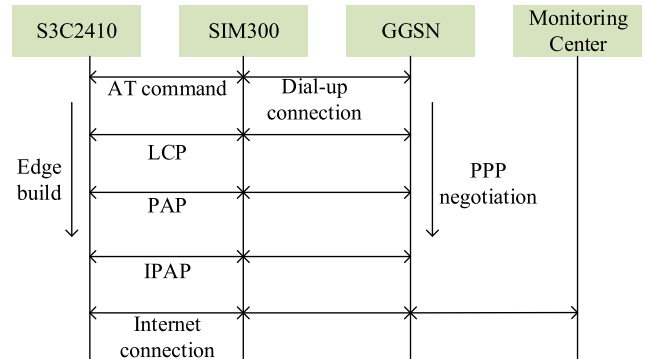 S3C2410
SIM300
GGSN
Monitoring
Center
AT command
Dial-up
connection
LCP
Edge
build
PAP
PPP
negotiation
IPAP
Internet
connection